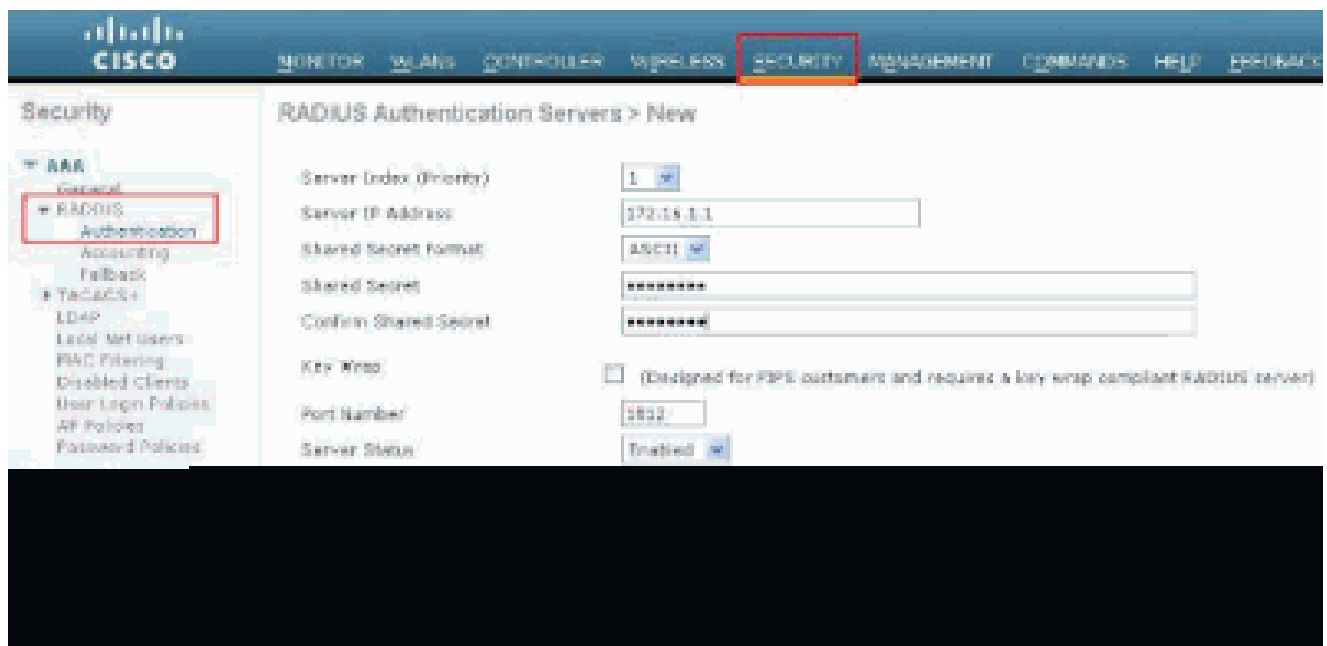 CISCO
MONITOR WLANs CONTROLLER WIRELESS SECURITY MANAGEMENT COMMANDS HELP FEEDBACK
Security
AAA
General
RADIUS
Authentication
Accounting
Fallback
TACACS+
LDAP
Local Net Users
MAC Filtering
Disabled Clients
User Login Policies
AP Policies
Password Policies
RADIUS Authentication Servers > New
Server Index (Priority) 1
Server IP Address 172.16.1.1
Shared Secret Format ASCII
Shared Secret ••••••••
Confirm Shared Secret ••••••••
Key Wrap (Designed for FIPS customers and requires a key wrap compliant RADIUS server)
Port Number 1812
Server Status Enabled